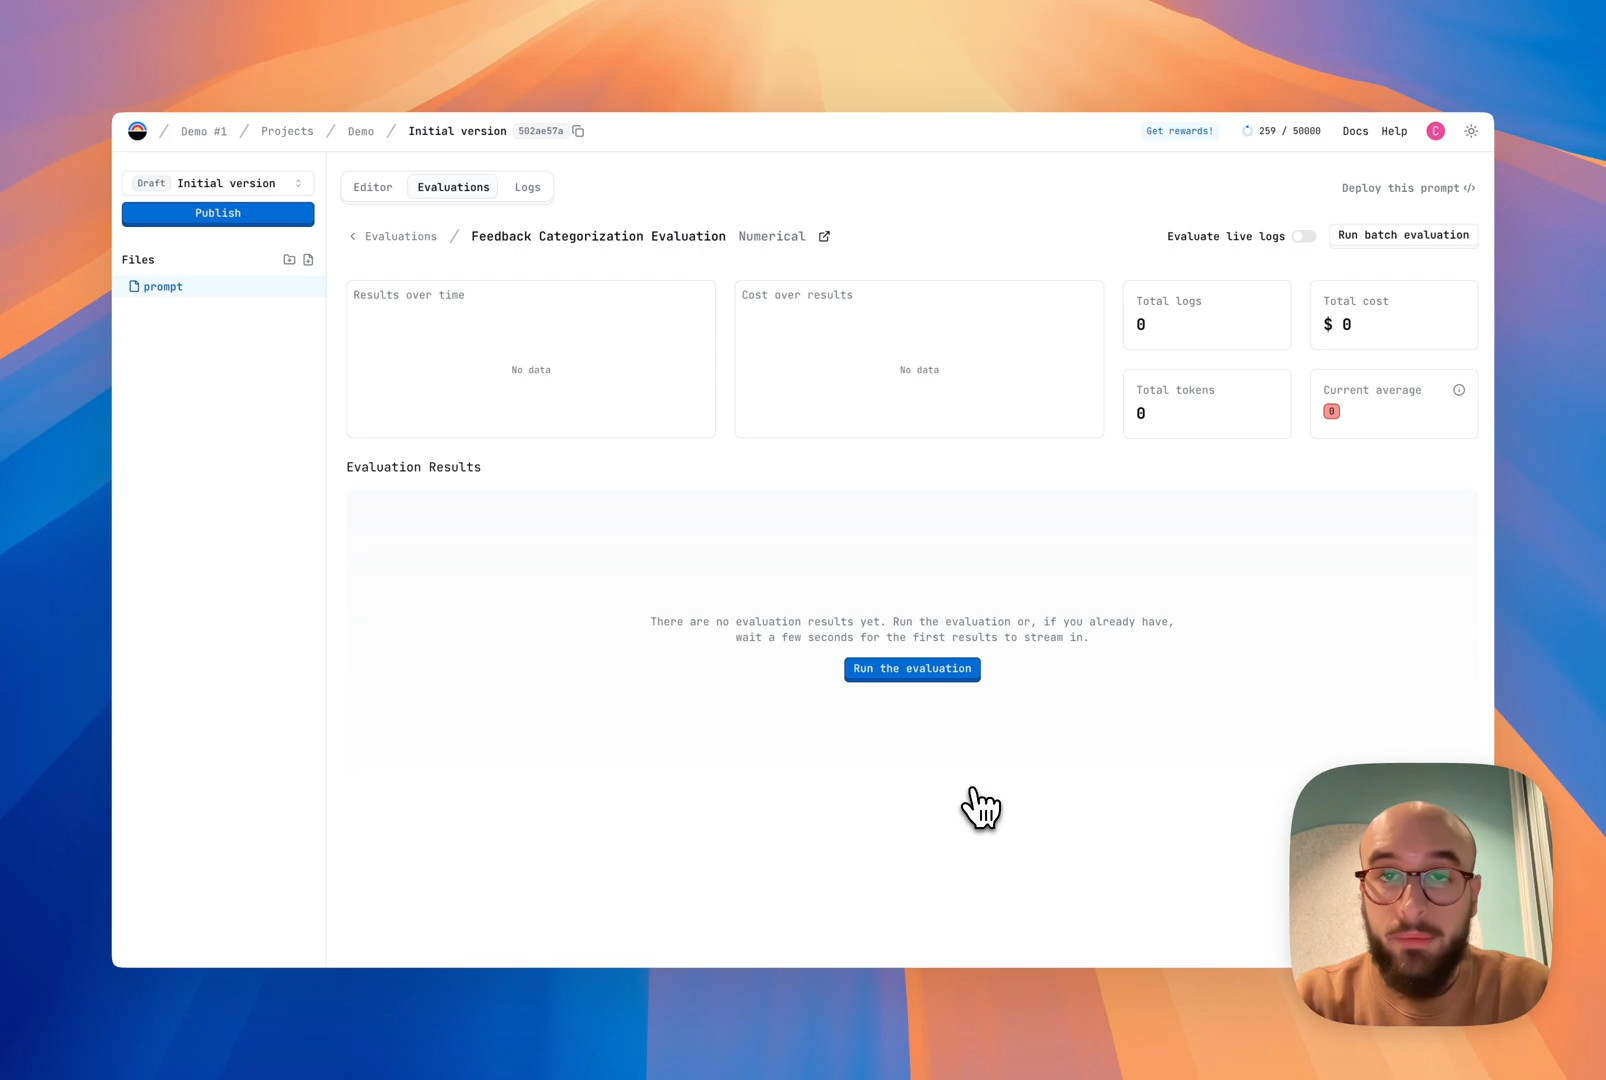 / Demo #1 / Projects / Demo / Initial version 502ae57a
Get rewards! 259 / 50000 Docs Help C
Draft Initial version
Publish
Files
prompt
Editor Evaluations Logs
Deploy this prompt </>
< Evaluations / Feedback Categorization Evaluation Numerical
Evaluate live logs Run batch evaluation
Results over time
No data
Cost over results
No data
Total logs
0
Total cost
$ 0
Total tokens
0
Current average
0
Evaluation Results
There are no evaluation results yet. Run the evaluation or, if you already have,
wait a few seconds for the first results to stream in.
Run the evaluation